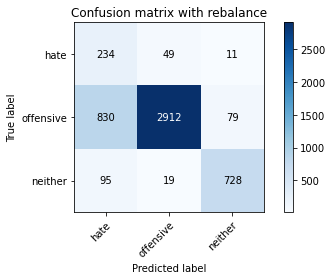 Confusion matrix with rebalance
True label
hate
offensive
neither
234 49 11
830 2912 79
95 19 728
hate
offensive
neither
Predicted label
2500
2000
1500
1000
500